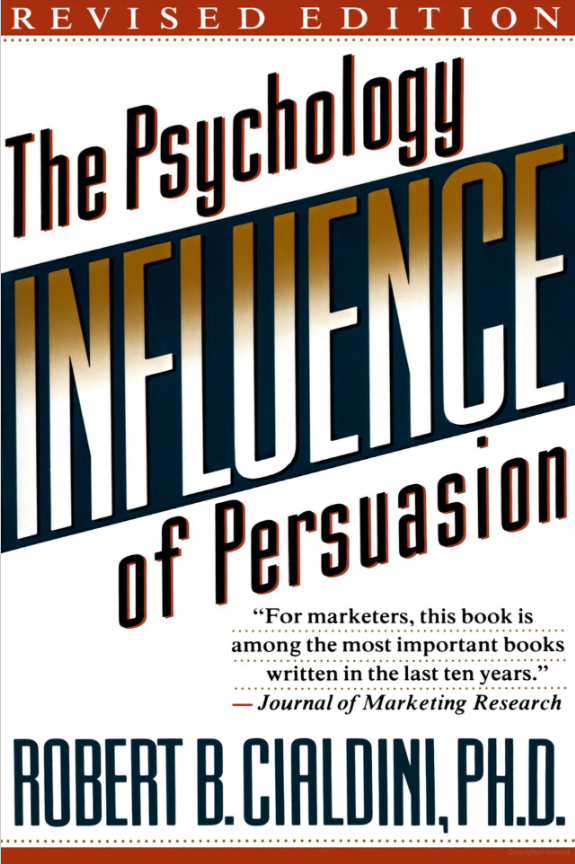 REVISED EDITION
The Psychology
INFLUENCE
of Persuasion
“For marketers, this book is
among the most important books
written in the last ten years.”
— Journal of Marketing Research
ROBERT B. CIALDINI, PH.D.